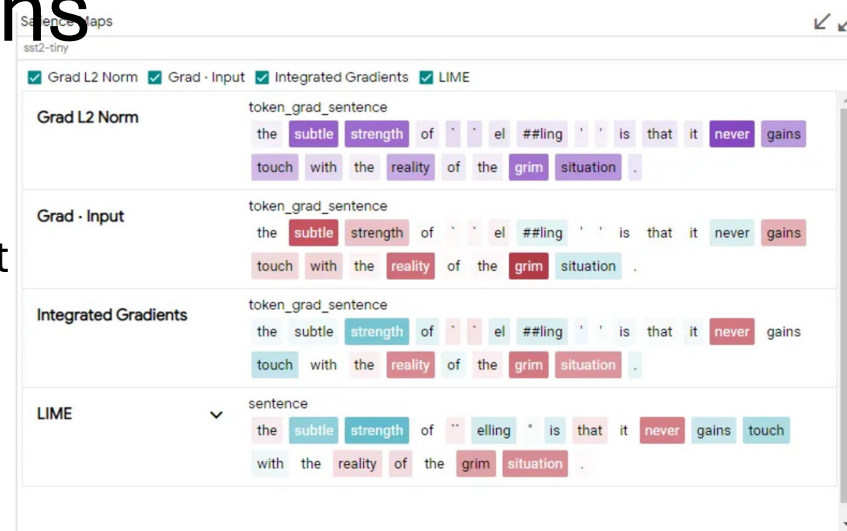 ns
Salience Maps
sst2-tiny
Grad L2 Norm Grad · Input Integrated Gradients LIME
Grad L2 Norm
token_grad_sentence
the subtle strength of ` ` el ##ling ' ' is that it never gains
touch with the reality of the grim situation .
Grad · Input
token_grad_sentence
the subtle strength of ` ` el ##ling ' ' is that it never gains
touch with the reality of the grim situation .
t
Integrated Gradients
token_grad_sentence
the subtle strength of ` ` el ##ling ' ' is that it never gains
touch with the reality of the grim situation .
LIME
sentence
the subtle strength of `` elling " is that it never gains touch
with the reality of the grim situation .